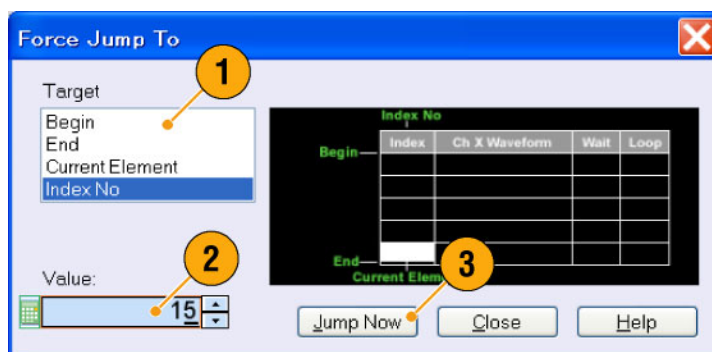 Force Jump To
1
Target
Begin
End
Current Element
Index No
Index No
Begin
Index Ch X Waveform Wait Loop
End
Current Elem
Value:
2
15
3
Jump Now Close Help